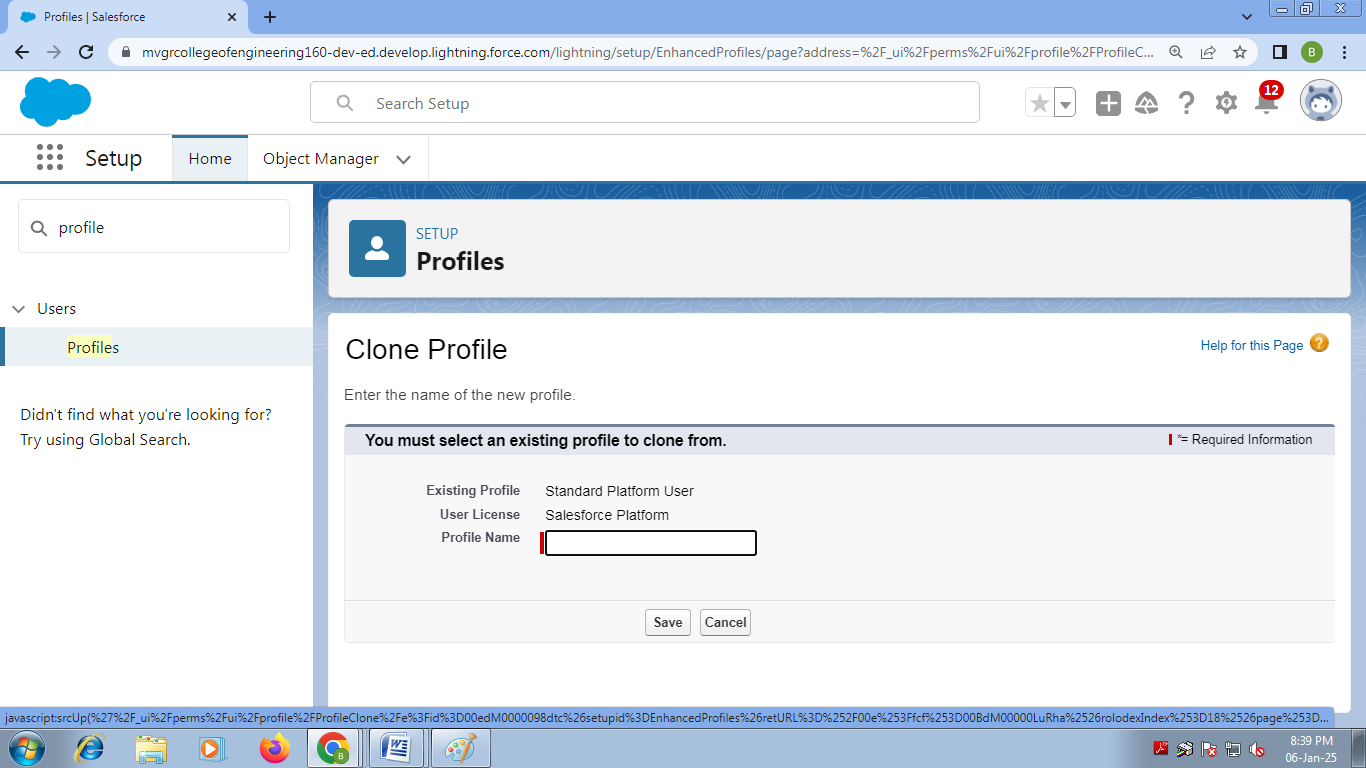 Profiles | Salesforce
mvgrcollegeofengineering160-dev-ed.develop.lightning.force.com/lightning/setup/EnhancedProfiles/page?address=%2F_ui%2Fperms%2Fui%2Fprofile%2FProfileC...
B
Search Setup
12
Setup
Home
Object Manager
profile
Users
Profiles
Didn't find what you're looking for?
Try using Global Search.
SETUP
Profiles
Clone Profile
Help for this Page
?
Enter the name of the new profile.
You must select an existing profile to clone from.
*= Required Information
Existing Profile Standard Platform User
User License Salesforce Platform
Profile Name
Save
Cancel
javascript:srcUp(%27%2F_ui%2Fperms%2Fui%2Fprofile%2FProfileClone%2Fe%3Fid%3D00edM0000098dtc%26setupid%3DEnhancedProfiles%26retURL%3D%252F00e%253Ffcf%253D00BdM00000LuRha%2526rolodexIndex%253D18%2526page%253D...
B
8:39 PM
06-Jan-25